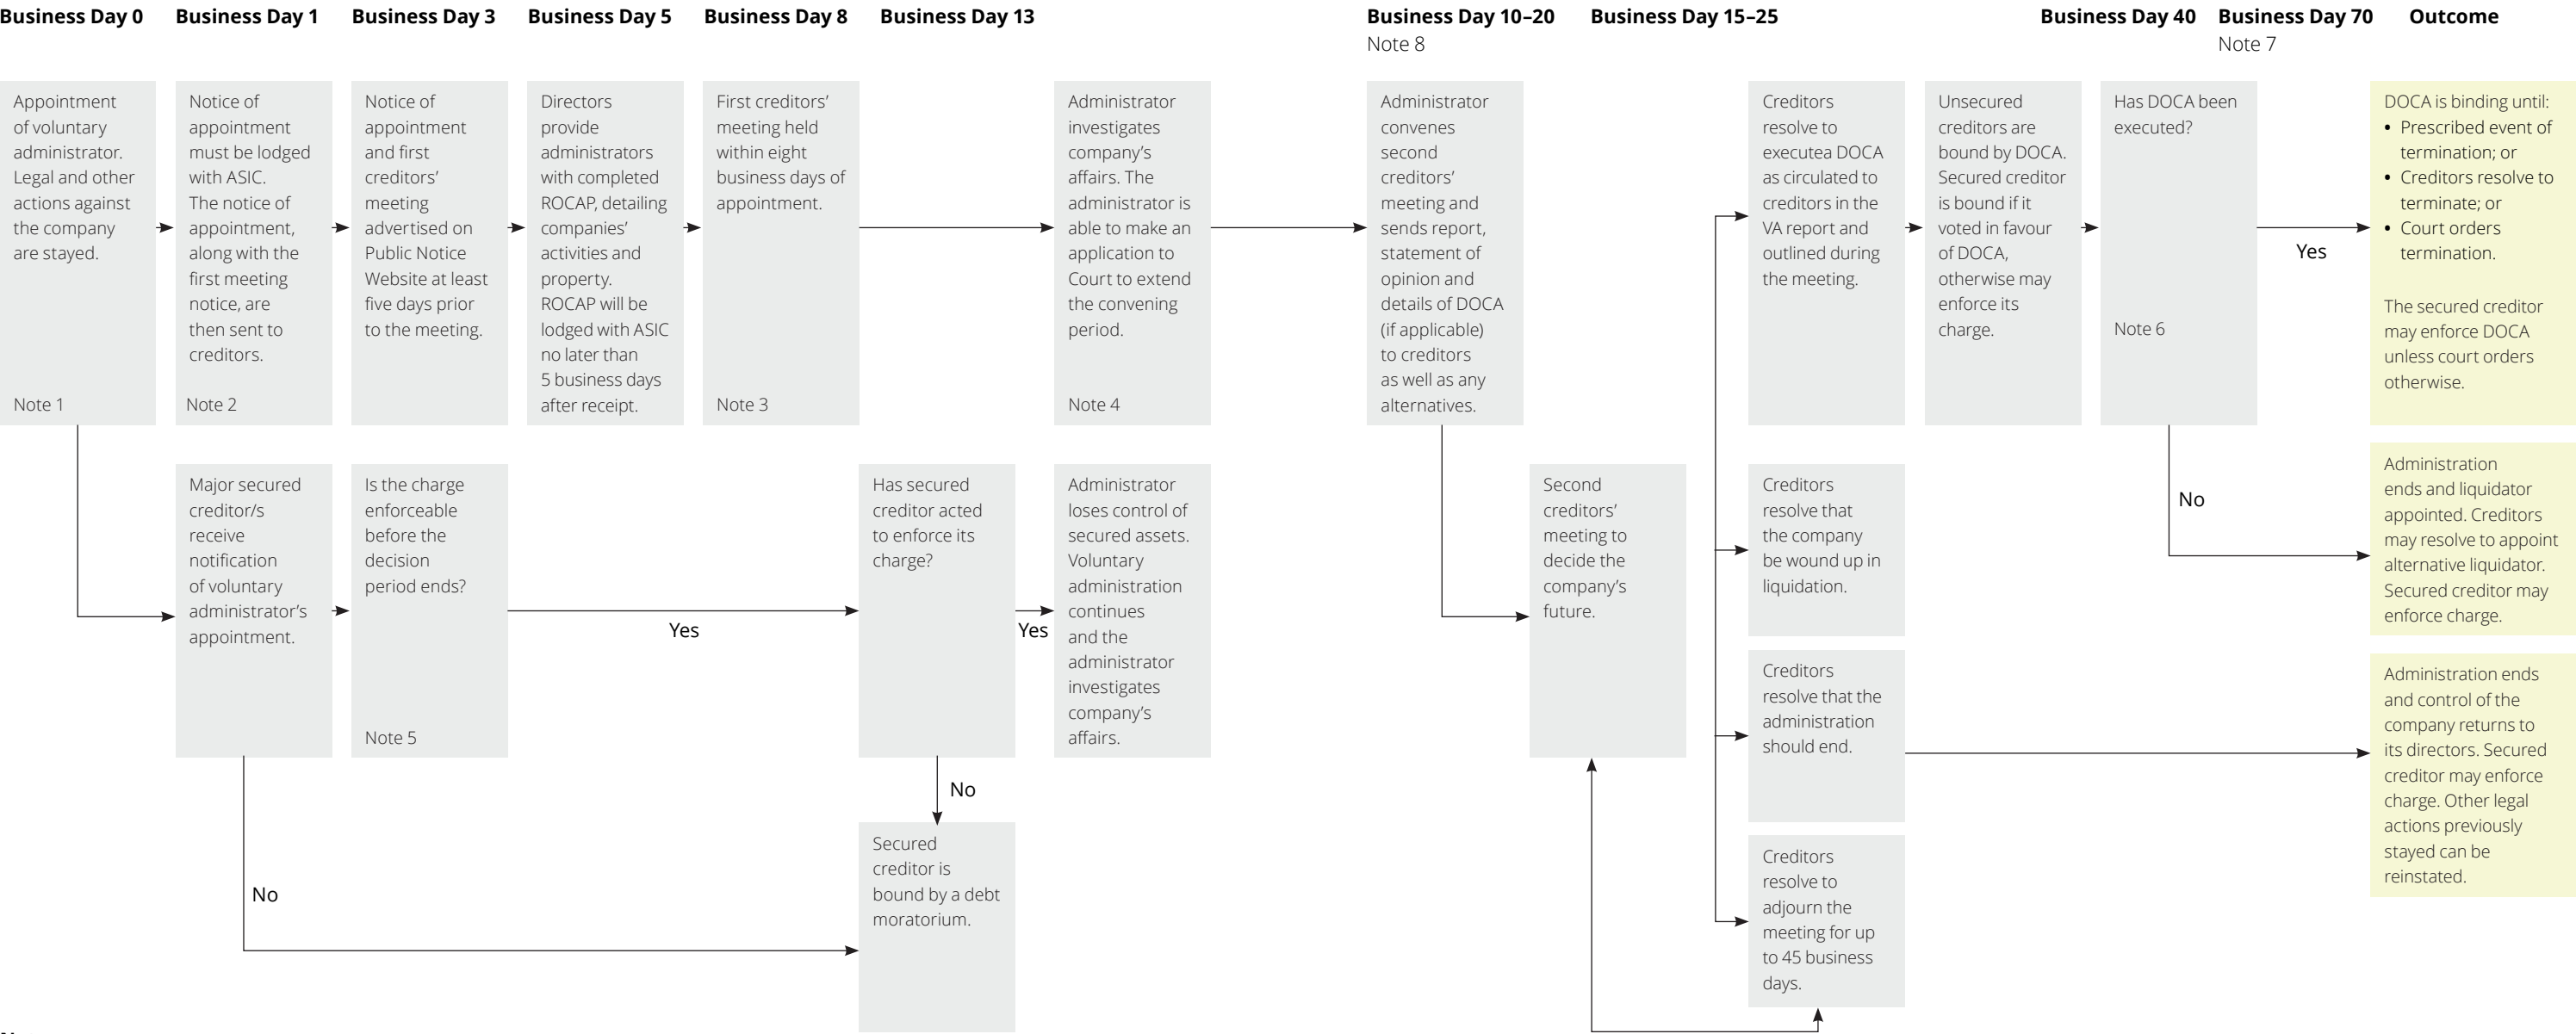 Business Day 0
Business Day 1
Business Day 3
Business Day 5
Business Day 8
Business Day 13
Business Day 10–20
Note 8
Business Day 15–25
Business Day 40
Business Day 70
Note 7
Outcome
Appointment
of voluntary
administrator.
Legal and other
actions against
the company
are stayed.
Note 1
Notice of
appointment
must be lodged
with ASIC.
The notice of
appointment,
along with the
first meeting
notice, are
then sent to
creditors.
Note 2
Notice of
appointment
and first
creditors’
meeting
advertised on
Public Notice
Website at least
five days prior
to the meeting.
Directors
provide
administrators
with completed
ROCAP, detailing
companies’
activities and
property.
ROCAP will be
lodged with ASIC
no later than
5 business days
after receipt.
First creditors’
meeting held
within eight
business days of
appointment.
Note 3
Administrator
investigates
company’s
affairs. The
administrator is
able to make an
application to
Court to extend
the convening
period.
Note 4
Administrator
convenes
second
creditors’
meeting and
sends report,
statement of
opinion and
details of DOCA
(if applicable)
to creditors
as well as any
alternatives.
Creditors
resolve to
executea DOCA
as circulated to
creditors in the
VA report and
outlined during
the meeting.
Unsecured
creditors are
bound by DOCA.
Secured creditor
is bound if it
voted in favour
of DOCA,
otherwise may
enforce its
charge.
Has DOCA been
executed?
Note 6
Yes
DOCA is binding until:
• Prescribed event of
termination; or
• Creditors resolve to
terminate; or
• Court orders
termination.
The secured creditor
may enforce DOCA
unless court orders
otherwise.
Major secured
creditor/s
receive
notification
of voluntary
administrator’s
appointment.
Is the charge
enforceable
before the
decision
period ends?
Note 5
Yes
Has secured
creditor acted
to enforce its
charge?
Yes
Administrator
loses control of
secured assets.
Voluntary
administration
continues
and the
administrator
investigates
company’s
affairs.
Second
creditors’
meeting to
decide the
company’s
future.
Creditors
resolve that
the company
be wound up in
liquidation.
No
Administration
ends and liquidator
appointed. Creditors
may resolve to appoint
alternative liquidator.
Secured creditor may
enforce charge.
Creditors
resolve that the
administration
should end.
Administration ends
and control of the
company returns to
its directors. Secured
creditor may enforce
charge. Other legal
actions previously
stayed can be
reinstated.
No
No
Secured
creditor is
bound by a debt
moratorium.
Creditors
resolve to
adjourn the
meeting for up
to 45 business
days.